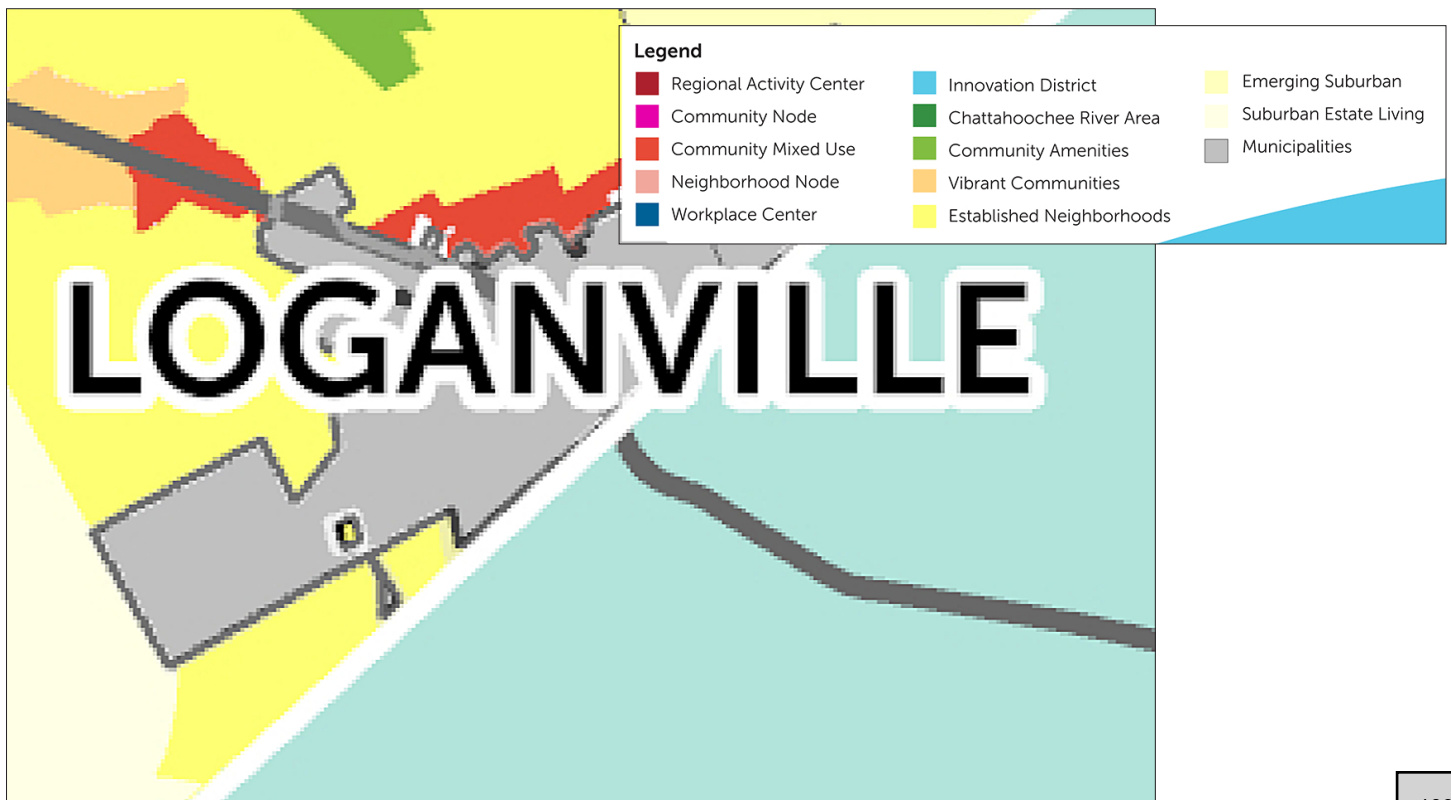 Legend
Regional Activity Center
Community Node
Community Mixed Use
Neighborhood Node
Workplace Center
Innovation District
Chattahoochee River Area
Community Amenities
Vibrant Communities
Established Neighborhoods
Emerging Suburban
Suburban Estate Living
Municipalities
LOGANVILLE